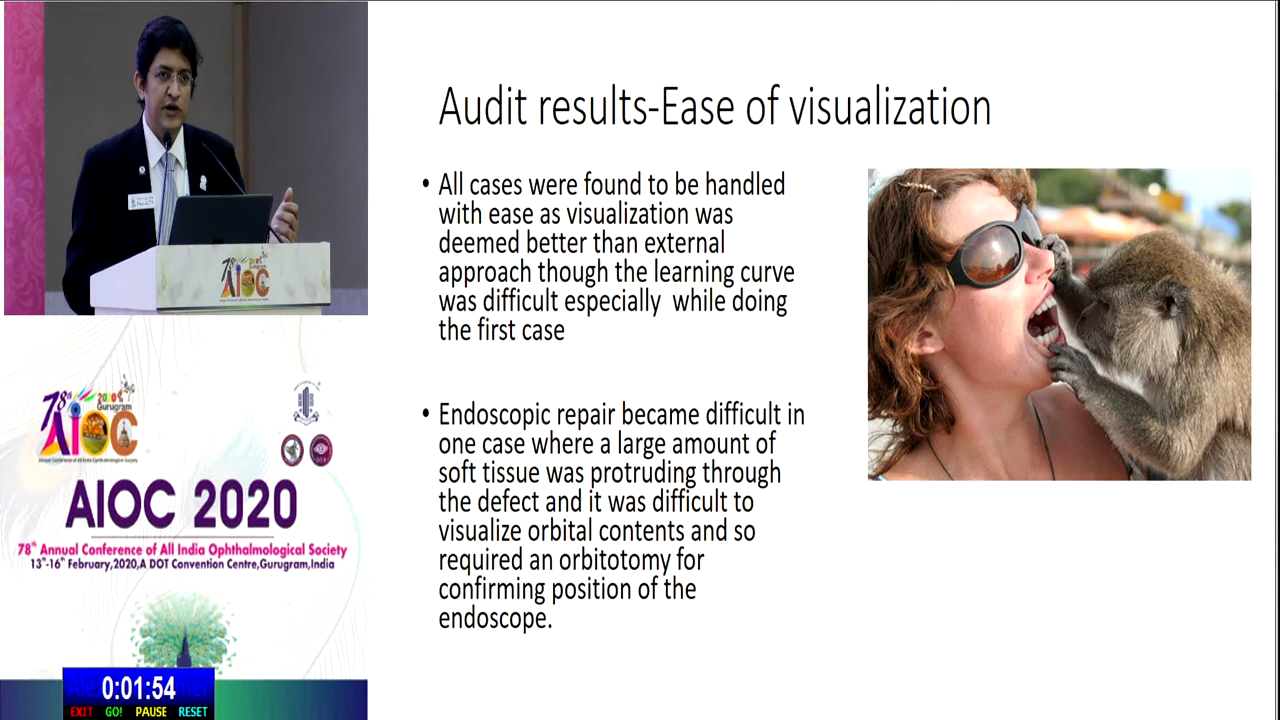 Audit results-Ease of visualization
• All cases were found to be handled
with ease as visualization was
deemed better than external
approach though the learning curve
was difficult especially  while doing
the first case
• Endoscopic repair became difficult in
one case where a large amount of
soft tissue was protruding through
the defect and it was difficult to
visualize orbital contents and so
required an orbitotomy for
confirming position of the
endoscope.
78th
AIOC
78th 2020
Gurugram
AIOC
AIOC 2020
78th Annual Conference of All India Ophthalmological Society
13th-16th February,2020,A DOT Convention Centre,Gurugram,India
0:01:54
EXIT GO! PAUSE RESET